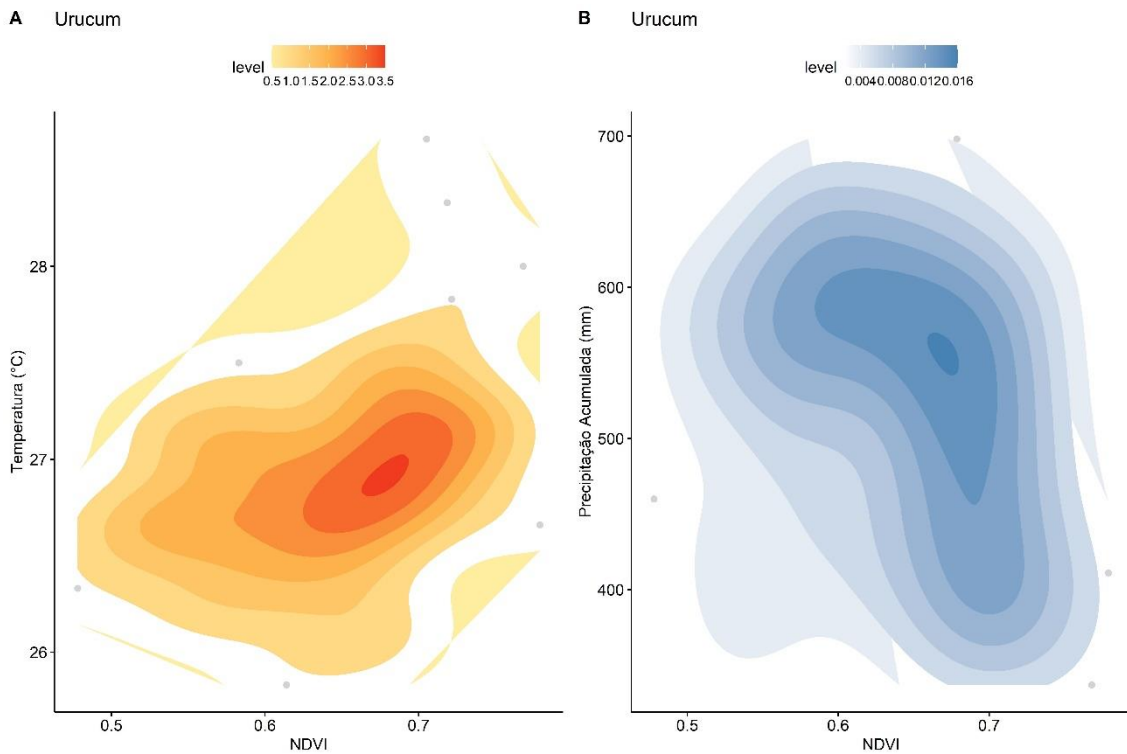 A Urucum
level
0.5 1.0 1.5 2.0 2.5 3.0 3.5
28
27
26
Temperatura (°C)
0.5 0.6 0.7
NDVI
B Urucum
level
0.004 0.008 0.012 0.016
700
600
500
400
Precipitação Acumulada (mm)
0.5 0.6 0.7
NDVI